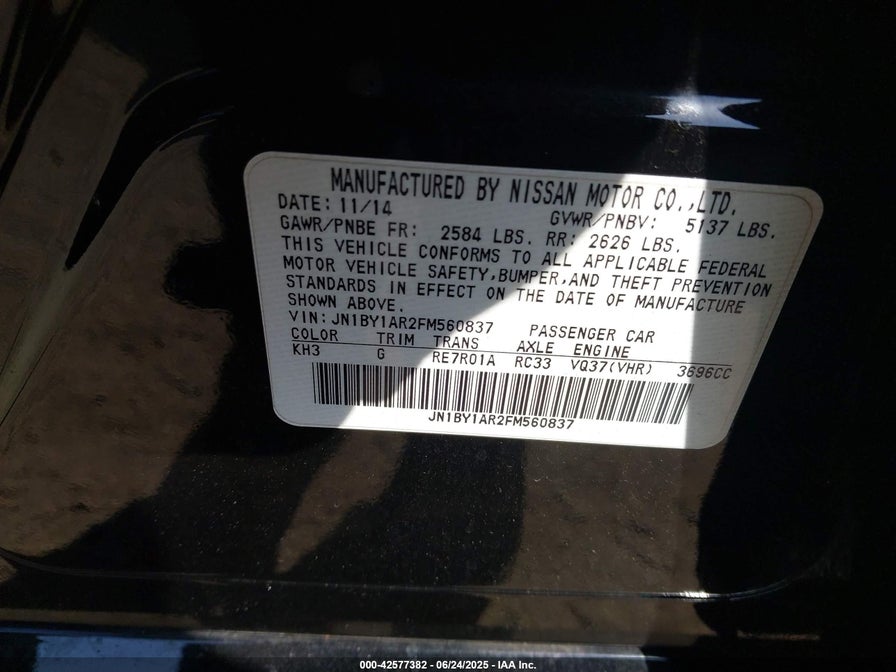 MANUFACTURED BY NISSAN MOTOR CO.,LTD.
DATE: 11/14 GVWR/PNBV: 5137 LBS.
GAWR/PNBE FR: 2584 LBS. RR: 2626 LBS.
THIS VEHICLE CONFORMS TO ALL APPLICABLE FEDERAL
MOTOR VEHICLE SAFETY,BUMPER,AND THEFT PREVENTION
STANDARDS IN EFFECT ON THE DATE OF MANUFACTURE
SHOWN ABOVE.
VIN: JN1BY1AR2FM560837 PASSENGER CAR
COLOR TRIM TRANS AXLE ENGINE
KH3 G RE7R01A RC33 VQ37(VHR) 3696CC
JN1BY1AR2FM560837
000-42577382 - 06/24/2025 - IAA Inc.